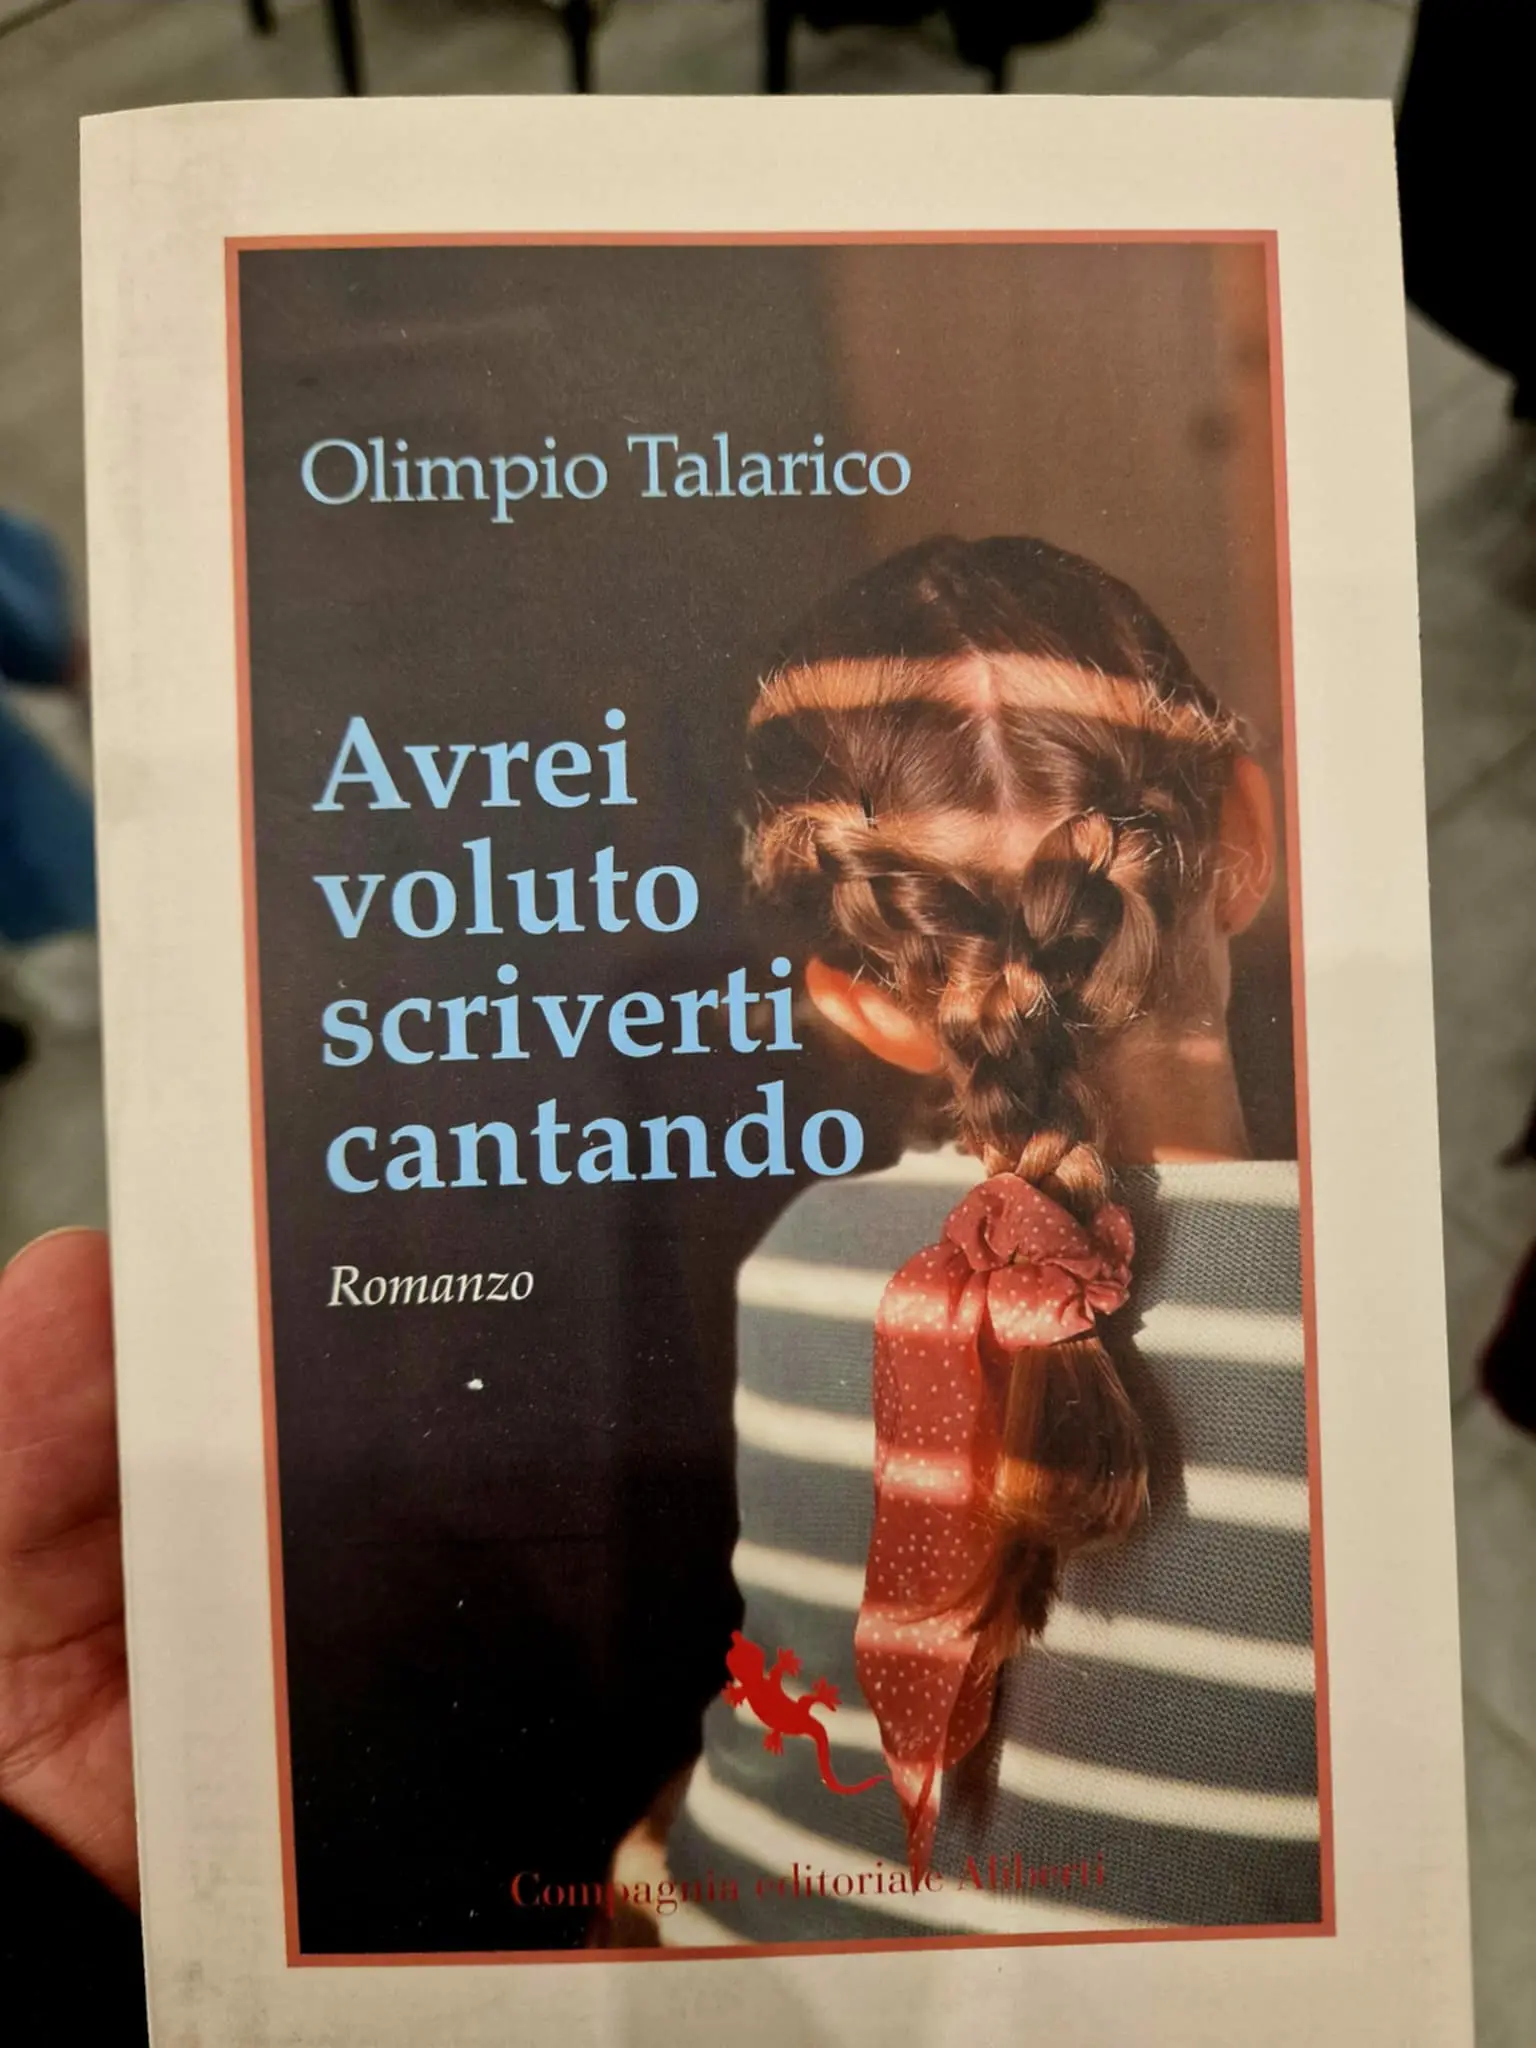 Olimpio Talarico
Avrei
voluto
scriverti
cantando
Romanzo
Compagnia editoriale Aliberti